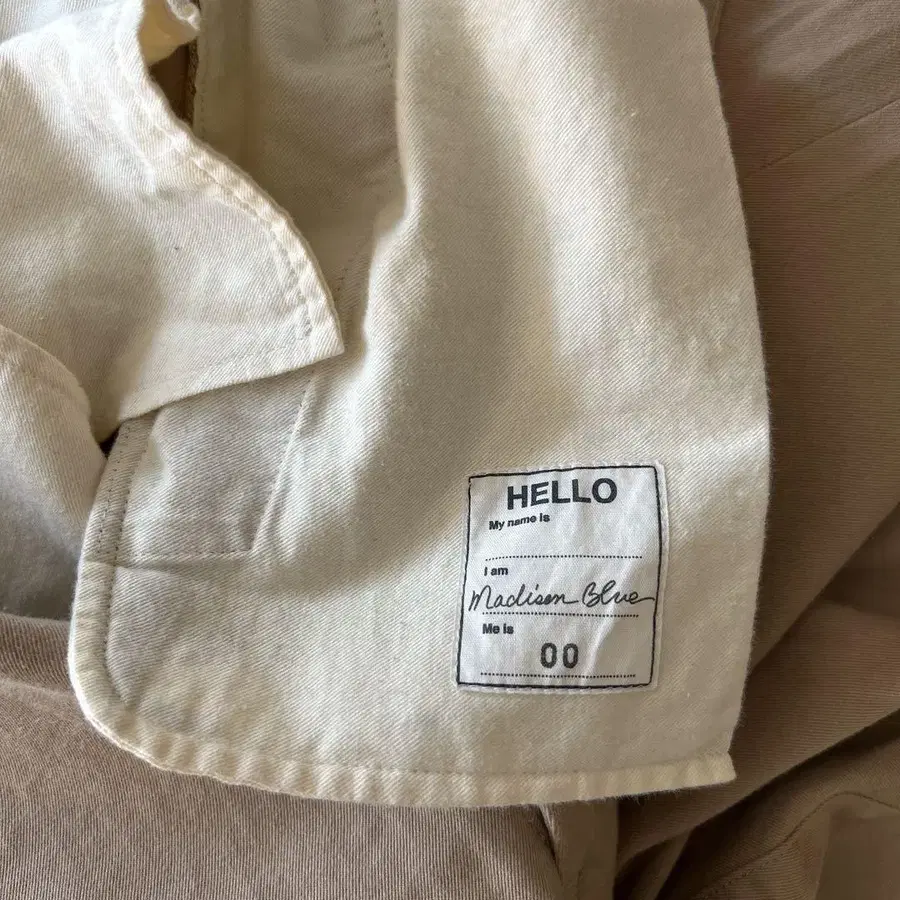 HELLO
My name is
I am
Madison Blue
Me is
00